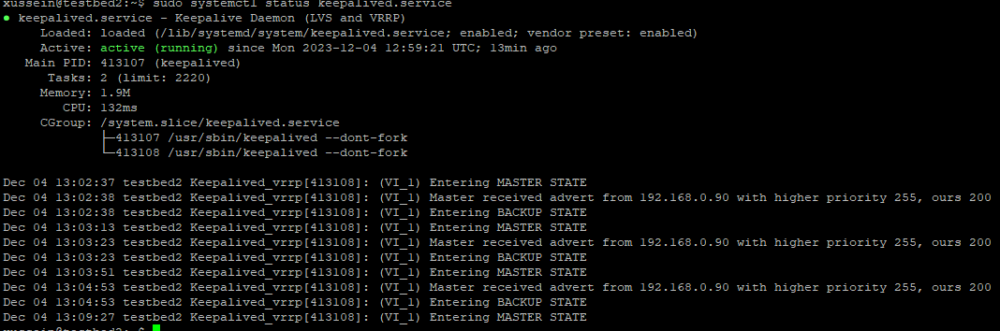 xussein@testbed2:~$ sudo systemctl status keepalived.service
● keepalived.service - Keepalive Daemon (LVS and VRRP)
     Loaded: loaded (/lib/systemd/system/keepalived.service; enabled; vendor preset: enabled)
     Active: active (running) since Mon 2023-12-04 12:59:21 UTC; 13min ago
   Main PID: 413107 (keepalived)
      Tasks: 2 (limit: 2220)
     Memory: 1.9M
        CPU: 132ms
     CGroup: /system.slice/keepalived.service
             ├─413107 /usr/sbin/keepalived --dont-fork
             └─413108 /usr/sbin/keepalived --dont-fork
Dec 04 13:02:37 testbed2 Keepalived_vrrp[413108]: (VI_1) Entering MASTER STATE
Dec 04 13:02:38 testbed2 Keepalived_vrrp[413108]: (VI_1) Master received advert from 192.168.0.90 with higher priority 255, ours 200
Dec 04 13:02:38 testbed2 Keepalived_vrrp[413108]: (VI_1) Entering BACKUP STATE
Dec 04 13:03:13 testbed2 Keepalived_vrrp[413108]: (VI_1) Entering MASTER STATE
Dec 04 13:03:23 testbed2 Keepalived_vrrp[413108]: (VI_1) Master received advert from 192.168.0.90 with higher priority 255, ours 200
Dec 04 13:03:23 testbed2 Keepalived_vrrp[413108]: (VI_1) Entering BACKUP STATE
Dec 04 13:03:51 testbed2 Keepalived_vrrp[413108]: (VI_1) Entering MASTER STATE
Dec 04 13:04:53 testbed2 Keepalived_vrrp[413108]: (VI_1) Master received advert from 192.168.0.90 with higher priority 255, ours 200
Dec 04 13:04:53 testbed2 Keepalived_vrrp[413108]: (VI_1) Entering BACKUP STATE
Dec 04 13:09:27 testbed2 Keepalived_vrrp[413108]: (VI_1) Entering MASTER STATE
xussein@testbed2:~$